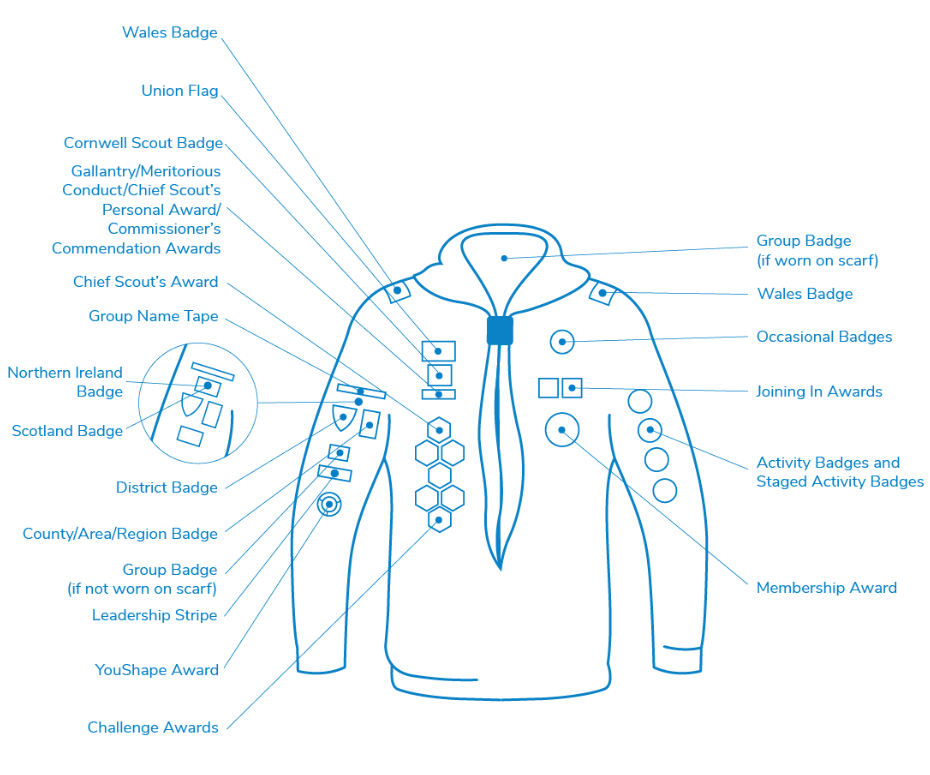 Wales Badge
Union Flag
Cornwell Scout Badge
Gallantry/Meritorious
Conduct/Chief Scout's
Personal Award/
Commissioner's
Commendation Awards
Chief Scout's Award
Group Name Tape
Northern Ireland
Badge
Scotland Badge
District Badge
County/Area/Region Badge
Group Badge
(if not worn on scarf)
Leadership Stripe
YouShape Award
Challenge Awards
Group Badge
(if worn on scarf)
Wales Badge
Occasional Badges
Joining In Awards
Activity Badges and
Staged Activity Badges
Membership Award